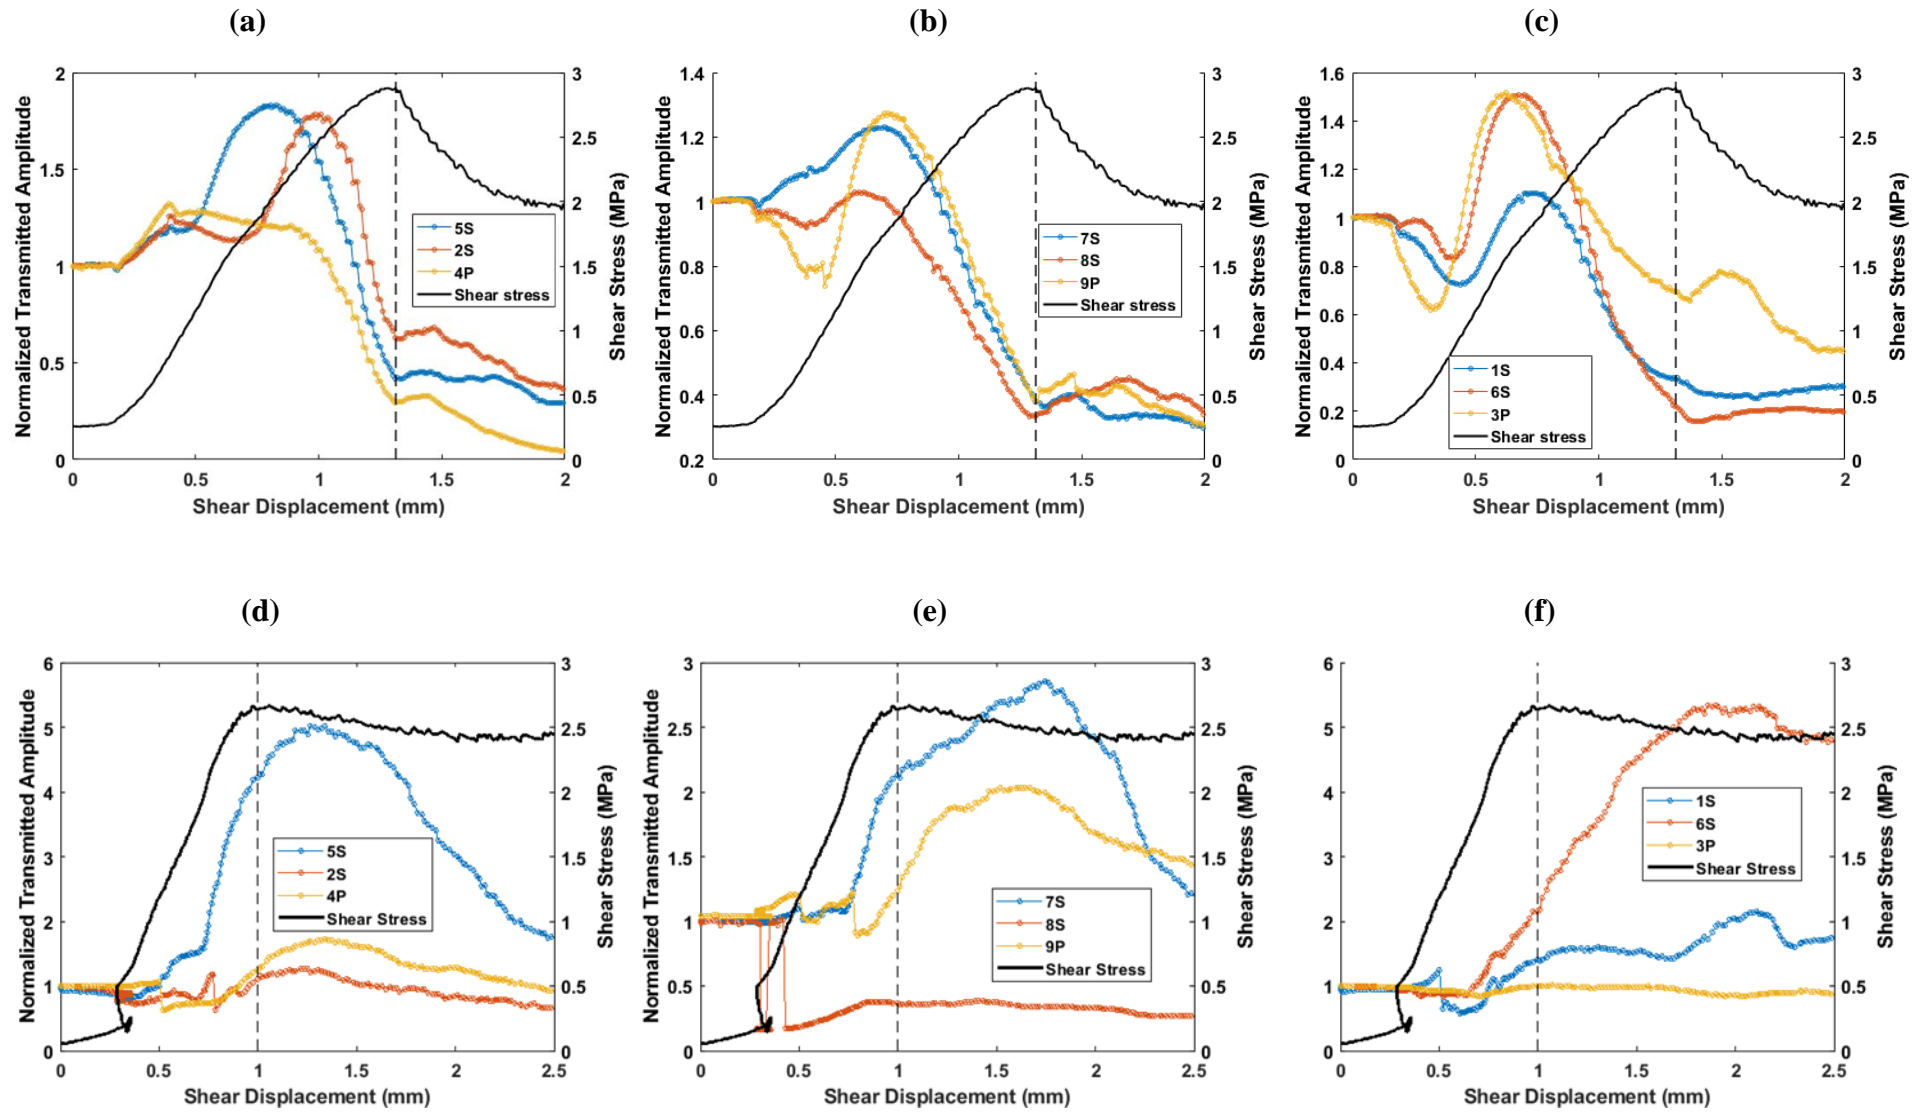 (a)
(b)
(c)
2
1.5
1
0.5
0
3
2.5
2
1.5
1
0.5
0
0
0.5
1
1.5
2
Normalized Transmitted Amplitude
Shear Stress (MPa)
Shear Displacement (mm)
5S
2S
4P
Shear stress
1.4
1.2
1
0.8
0.6
0.4
0.2
3
2.5
2
1.5
1
0.5
0
0
0.5
1
1.5
2
Normalized Transmitted Amplitude
Shear Stress (MPa)
Shear Displacement (mm)
7S
8S
9P
Shear stress
1.6
1.4
1.2
1
0.8
0.6
0.4
0.2
0
3
2.5
2
1.5
1
0.5
0
0
0.5
1
1.5
2
Normalized Transmitted Amplitude
Shear Stress (MPa)
Shear Displacement (mm)
1S
6S
3P
Shear stress
(d)
(e)
(f)
6
5
4
3
2
1
0
3
2.5
2
1.5
1
0.5
0
0
0.5
1
1.5
2
2.5
Normalized Transmitted Amplitude
Shear Stress (MPa)
Shear Displacement (mm)
5S
2S
4P
Shear Stress
3
2.5
2
1.5
1
0.5
0
3
2.5
2
1.5
1
0.5
0
0
0.5
1
1.5
2
2.5
Normalized Transmitted Amplitude
Shear Stress (MPa)
Shear Displacement (mm)
7S
8S
9P
Shear Stress
6
5
4
3
2
1
0
3
2.5
2
1.5
1
0.5
0
0
0.5
1
1.5
2
2.5
Normalized Transmitted Amplitude
Shear Stress (MPa)
Shear Displacement (mm)
1S
6S
3P
Shear Stress